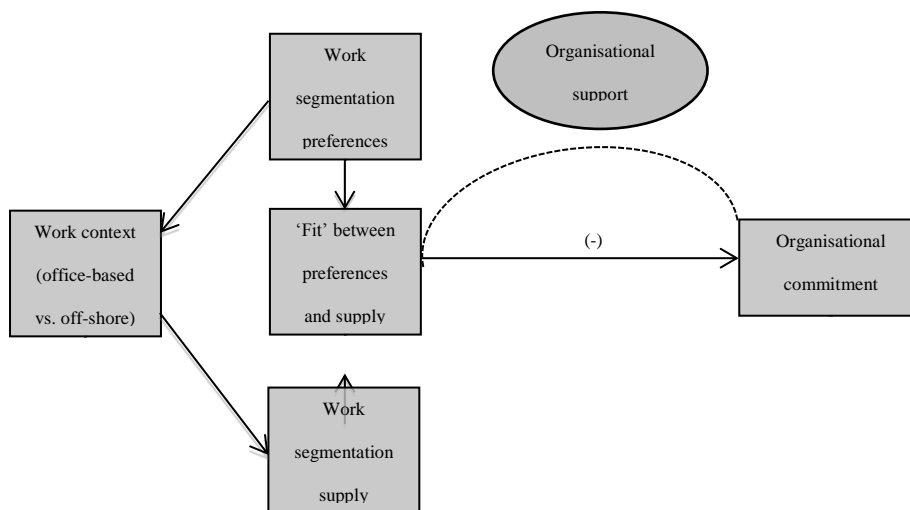 Work
segmentation
preferences
Organisational
support
Work context
(office-based
vs. off-shore)
‘Fit’ between
preferences
and supply
(-)
Organisational
commitment
Work
segmentation
supply